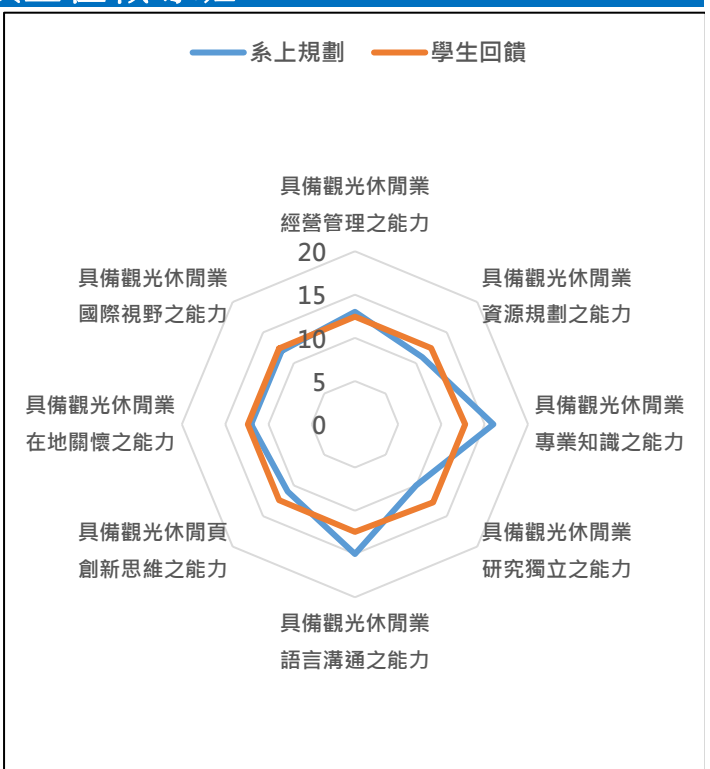 系上規劃 學生回饋
具備觀光休閒業
經營管理之能力
具備觀光休閒業
資源規劃之能力
具備觀光休閒業
專業知識之能力
具備觀光休閒業
研究獨立之能力
具備觀光休閒業
語言溝通之能力
具備觀光休閒頁
創新思維之能力
具備觀光休閒業
在地關懷之能力
具備觀光休閒業
國際視野之能力
20
15
10
5
0